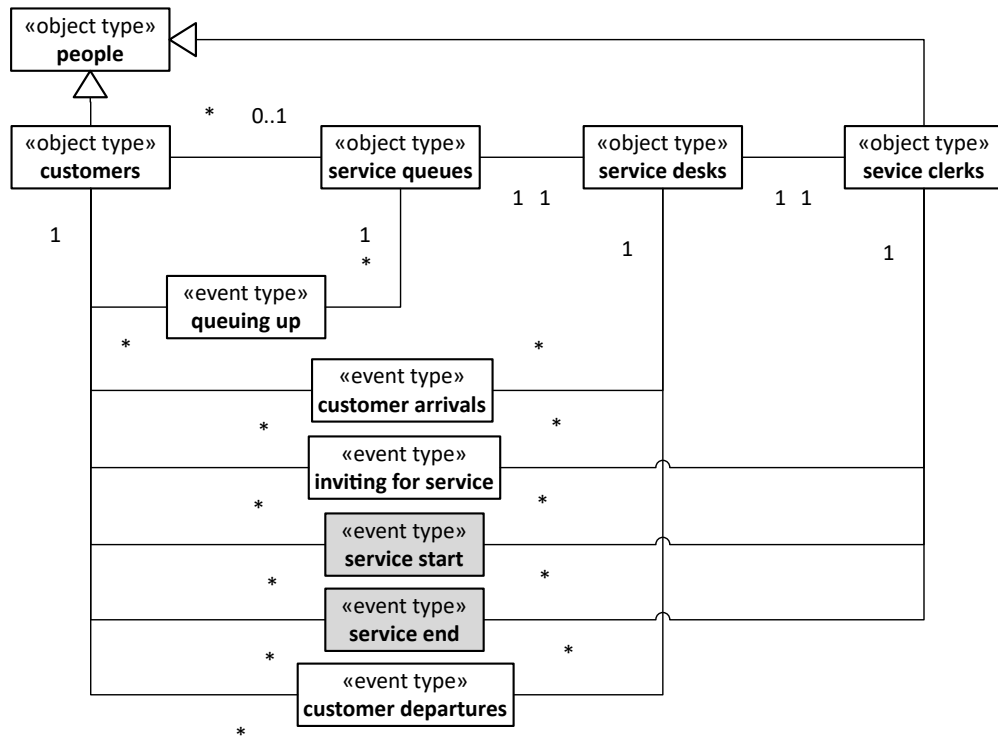 «object type»
people
* 0..1
«object type»
customers
«object type»
service queues
«object type»
service desks
«object type»
sevice clerks
1 1 1 1
1 1 1 1
*
«event type»
queuing up
* *
«event type»
customer arrivals
* *
«event type»
inviting for service
* *
«event type»
service start
* *
«event type»
service end
* *
«event type»
customer departures
*